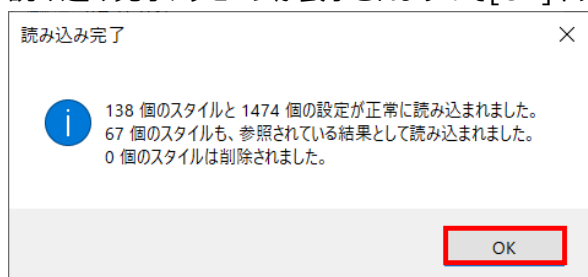 読み込み完了
138 個のスタイルと 1474 個の設定が正常に読み込まれました。
67 個のスタイルも、参照されている結果として読み込まれました。
0 個のスタイルは削除されました。
OK